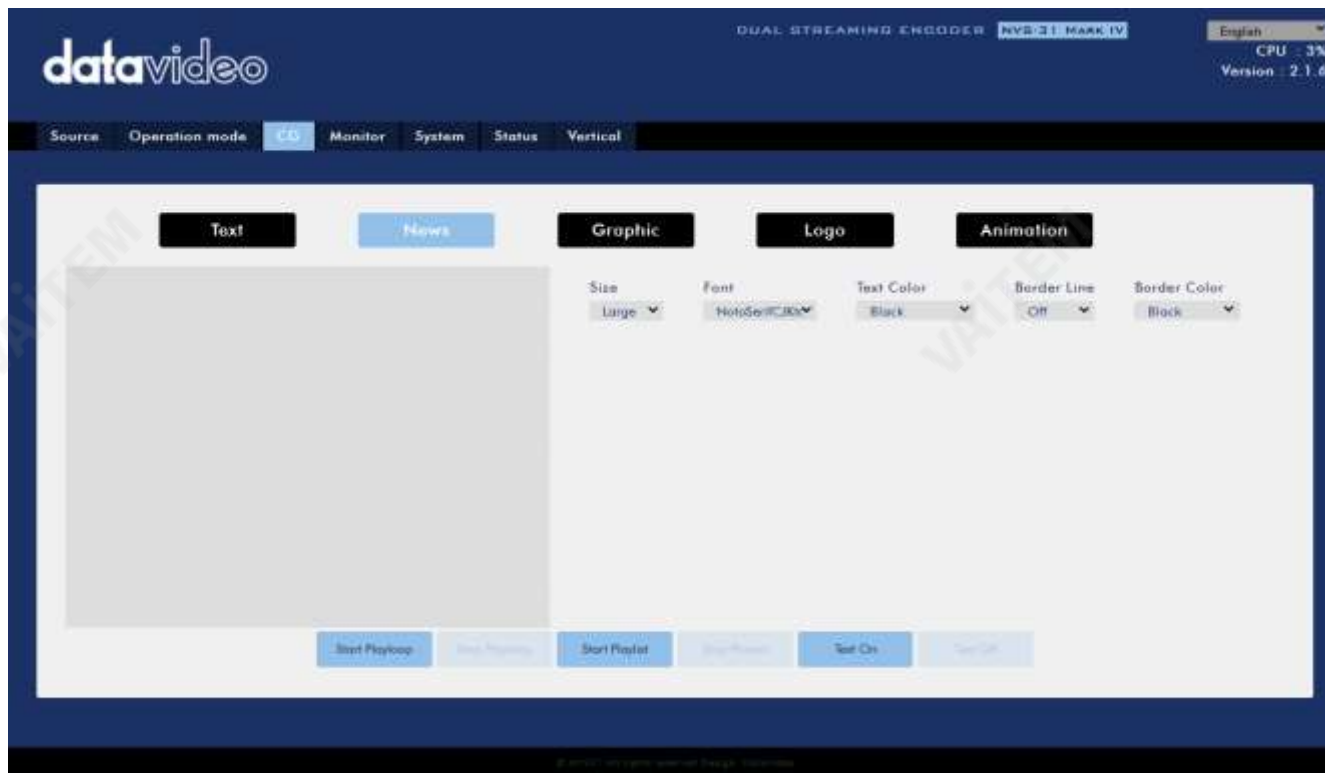 DUAL STREAMING ENCODER NVS-31 MARK IV
English
datavideo
CPU : 3%
Version : 2.1.6
Source Operation mode CG Monitor System Status Vertical
Text News Graphic Logo Animation
Size Font Text Color Border Line Border Color
Large Black Off Black
Start Playloop Start Playlist Text On
VAITEM
VAITEM